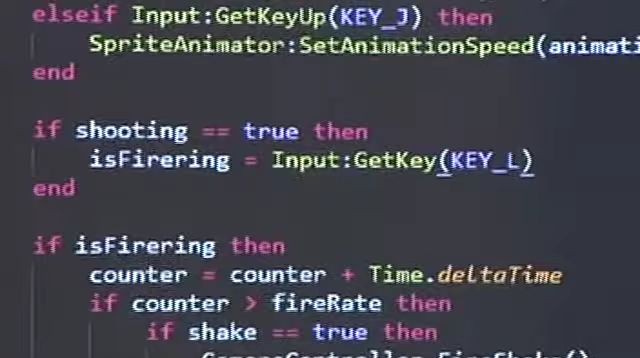 elseif Input:GetKeyUp(KEY_J) then
SpriteAnimator:SetAnimationSpeed(animati
end
if shooting == true then
isFirering = Input:GetKey(KEY_L)
end
if isFirering then
counter = counter + Time.deltaTime
if counter > fireRate then
if shake == true then